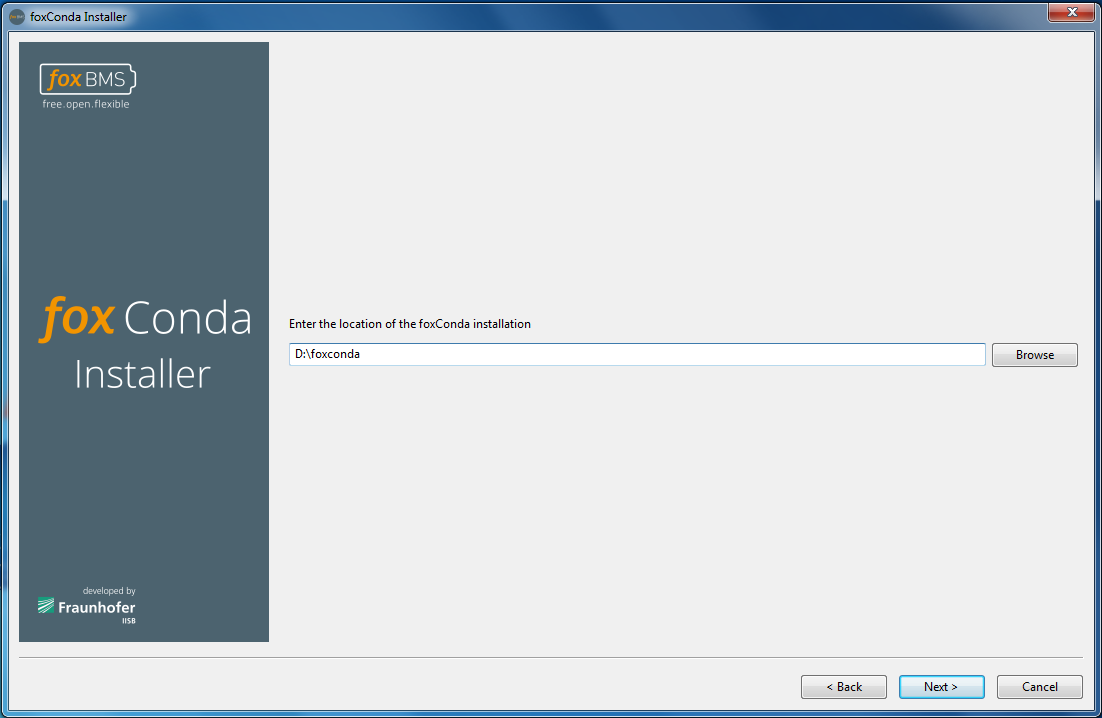 foxConda Installer
fox BMS
free.open.flexible
fox Conda
Installer
Enter the location of the foxConda installation
D:\foxconda
Browse
developed by
Fraunhofer
IISB
< Back
Next >
Cancel